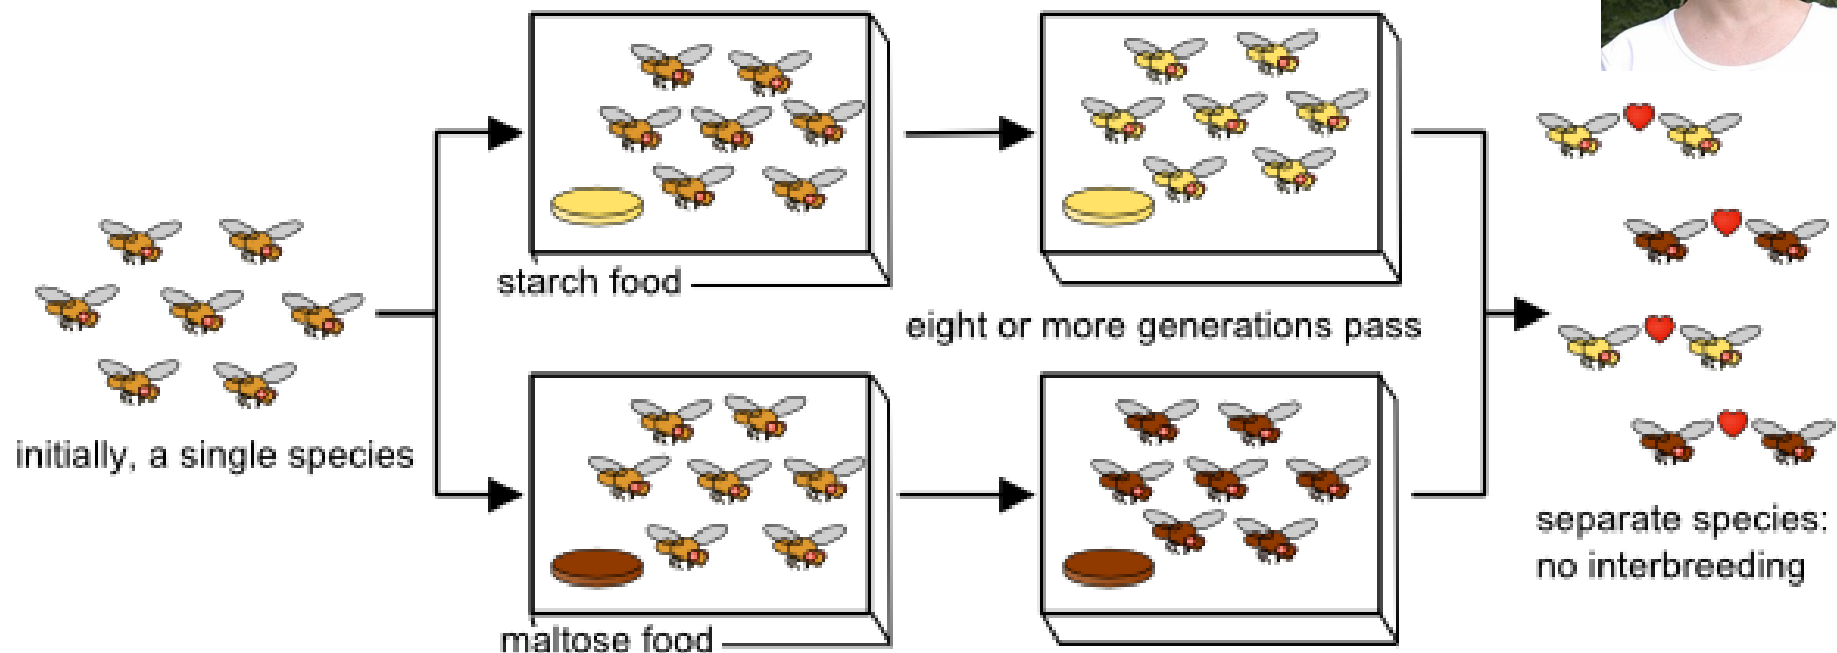 initially, a single species
starch food
maltose food
eight or more generations pass
separate species:
no interbreeding